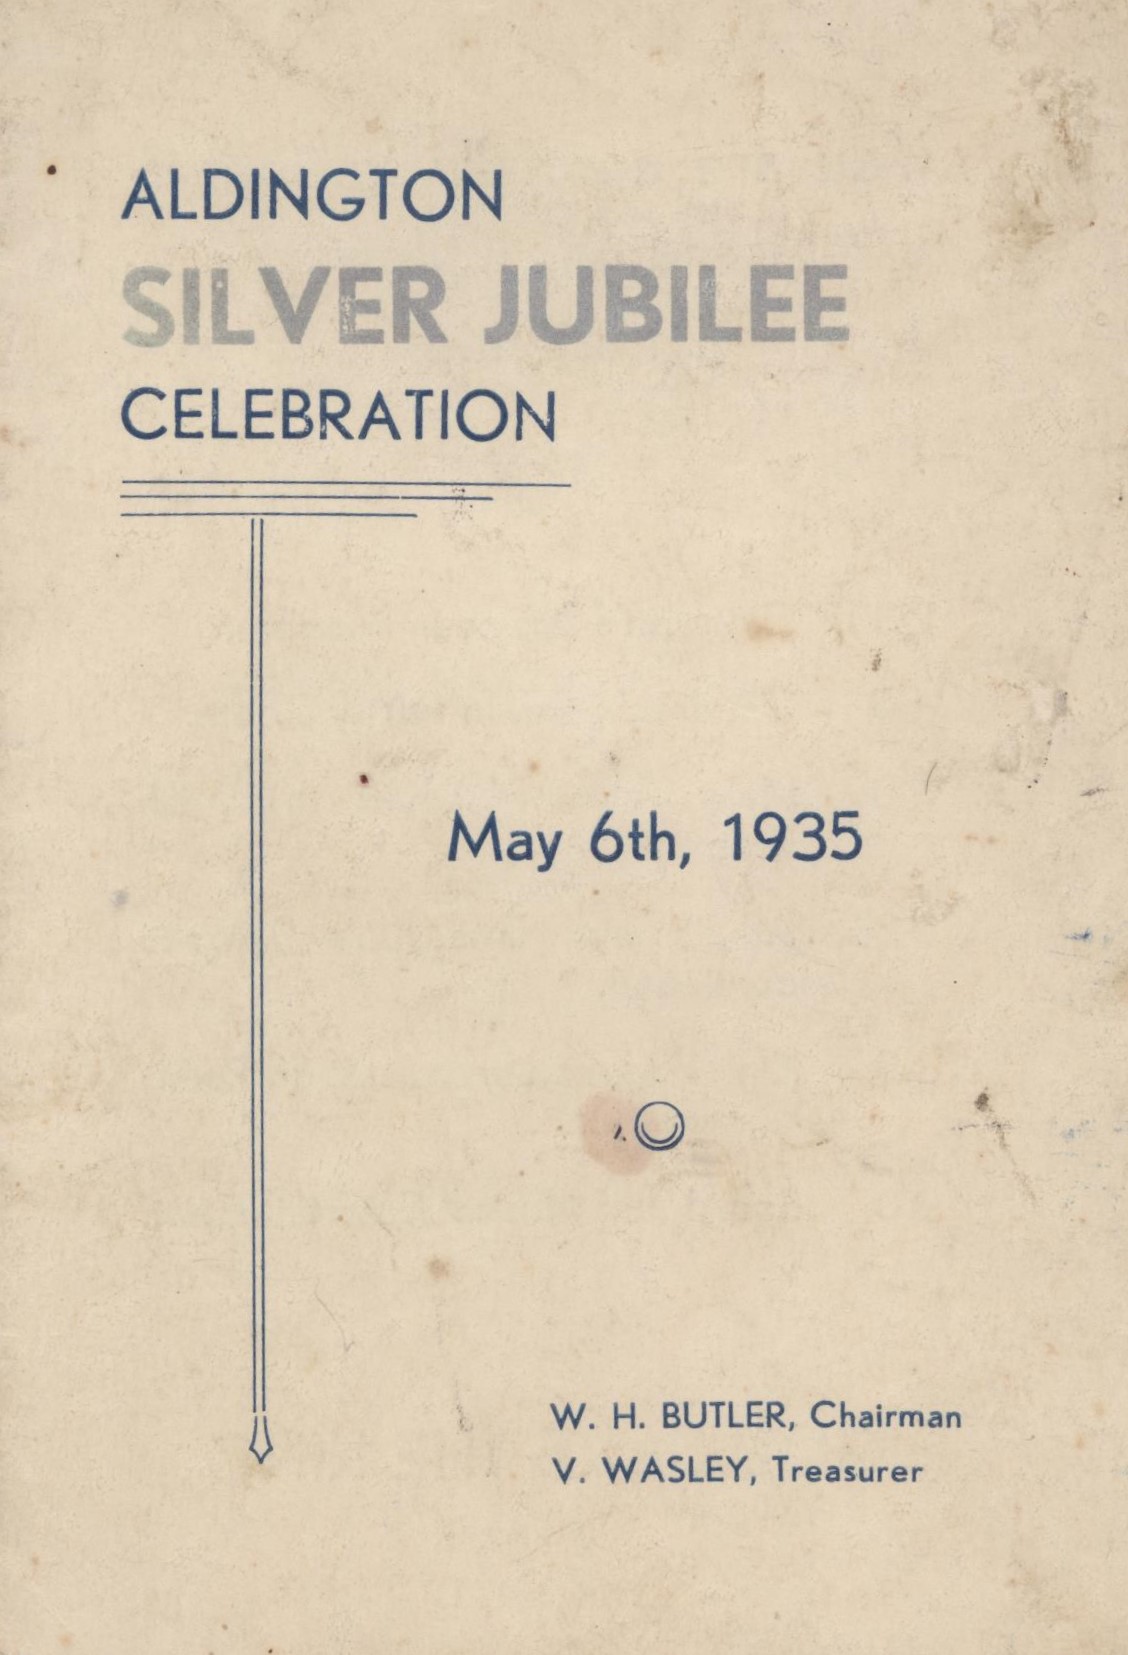 ALDINGTON
SILVER JUBILEE
CELEBRATION
May 6th, 1935
W. H. BUTLER, Chairman
V. WASLEY, Treasurer